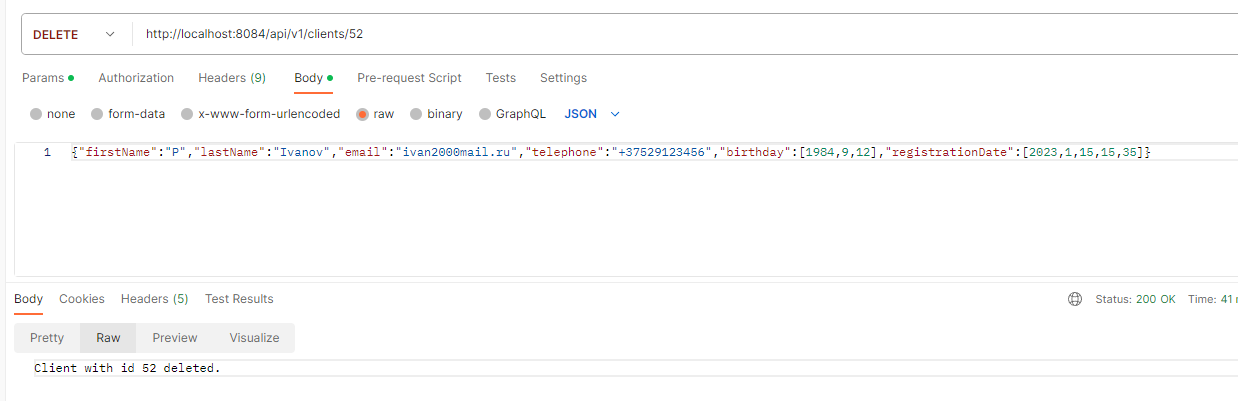 DELETE http://localhost:8084/api/v1/clients/52
Params Authorization Headers (9) Body Pre-request Script Tests Settings
none form-data x-www-form-urlencoded raw binary GraphQL JSON
1 {"firstName":"P","lastName":"Ivanov","email":"ivan2000mail.ru","telephone":"+37529123456","birthday":[1984,9,12],"registrationDate":[2023,1,15,15,35]}
Body Cookies Headers (5) Test Results Status: 200 OK Time: 41
Pretty Raw Preview Visualize
Client with id 52 deleted.